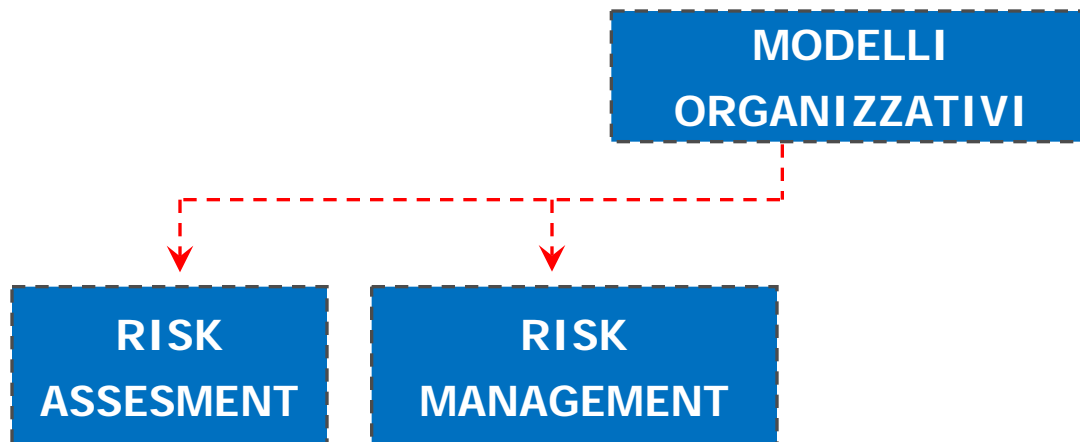 MODELLI
ORGANIZZATIVI
RISK
ASSESMENT
RISK
MANAGEMENT